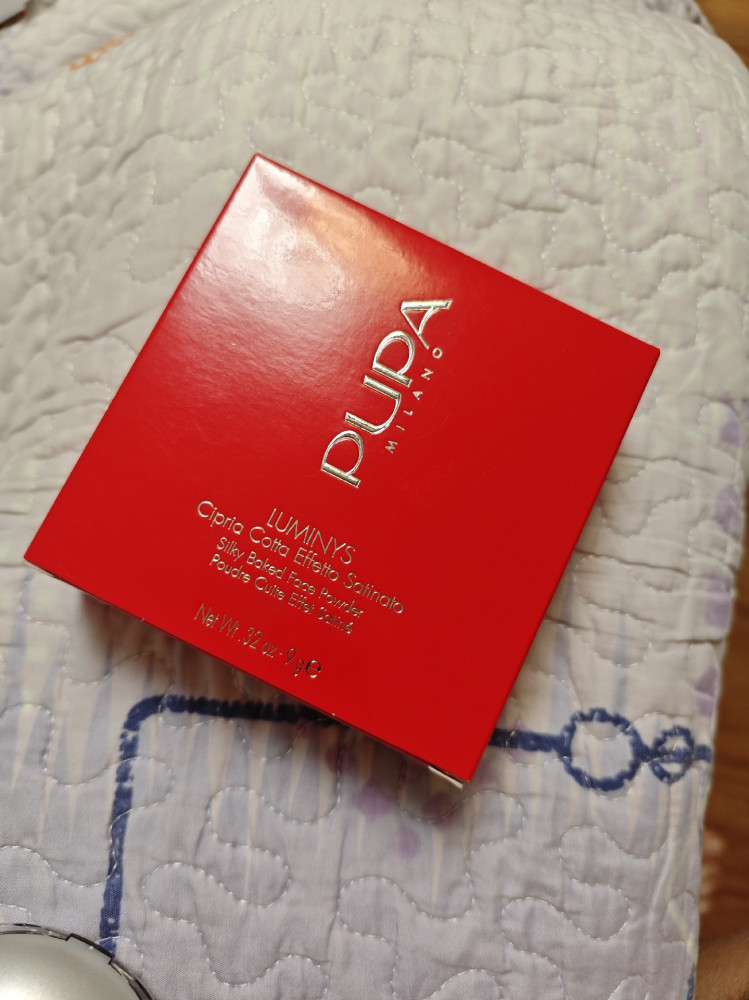 PUPA
MILANO
LUMINYS
Cipria Cotta Effetto Satinato
Silky Baked Face Powder
Poudre Cuite Effet Satiné
Net Wt .32 oz - 9 g ℮